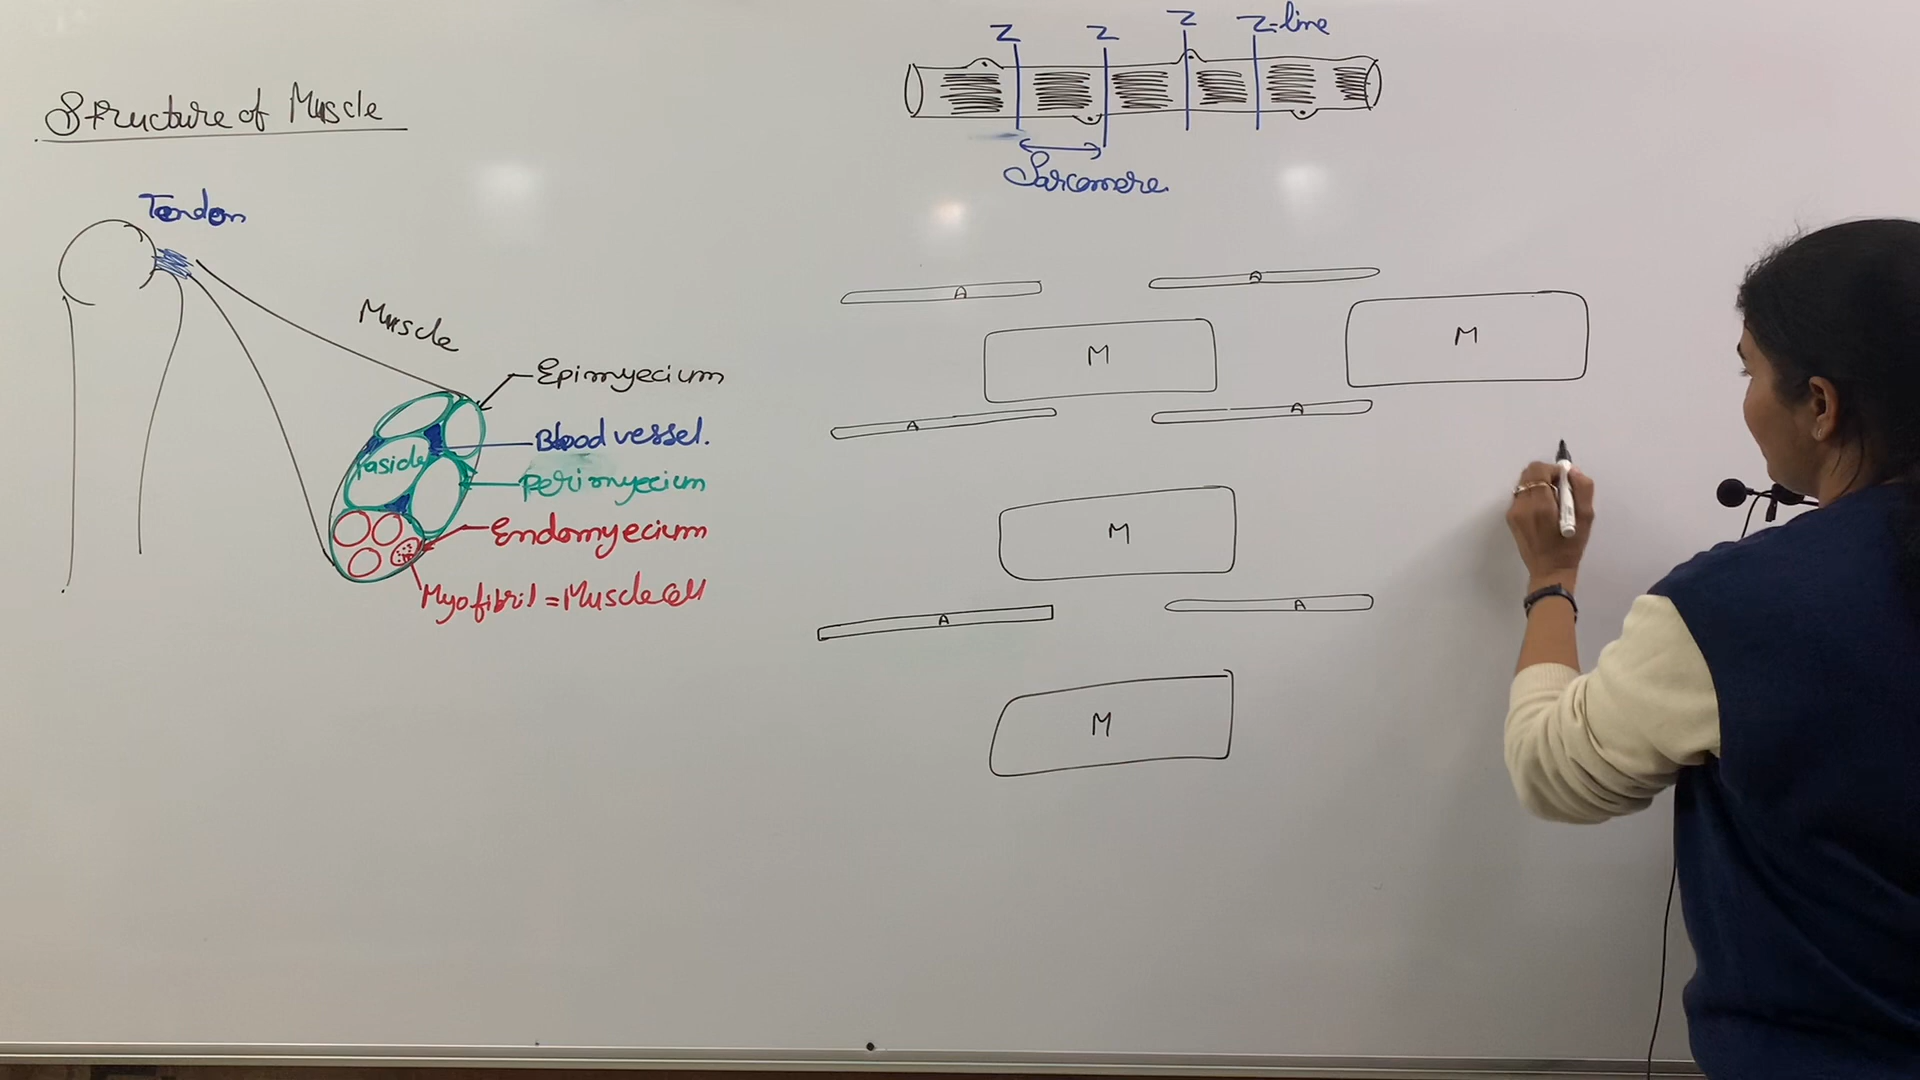 Structure of Muscle
Z Z Z Z-line
Sarcomere
Tendon
Muscle
Epimyecium
Blood vessel.
fasicle
Perimyecium
Endomyecium
Myofibril = Muscle cell
A A
M M
A A
M
A A
M